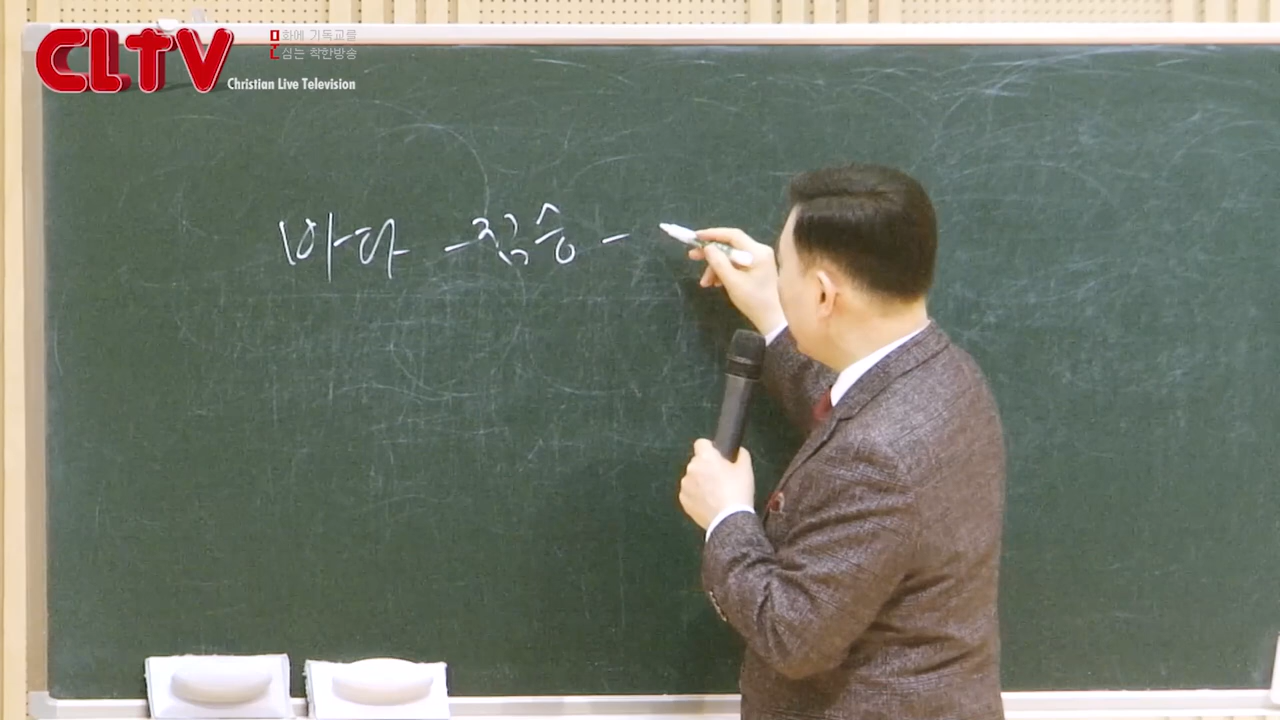 CLTV
문화에 기독교를
심는 착한방송
Christian Live Television
바다 - 짐승 -